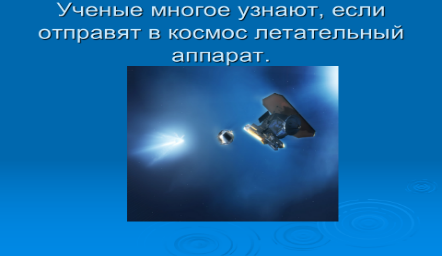 Ученые многое узнают, если
отправят в космос летательный
аппарат.